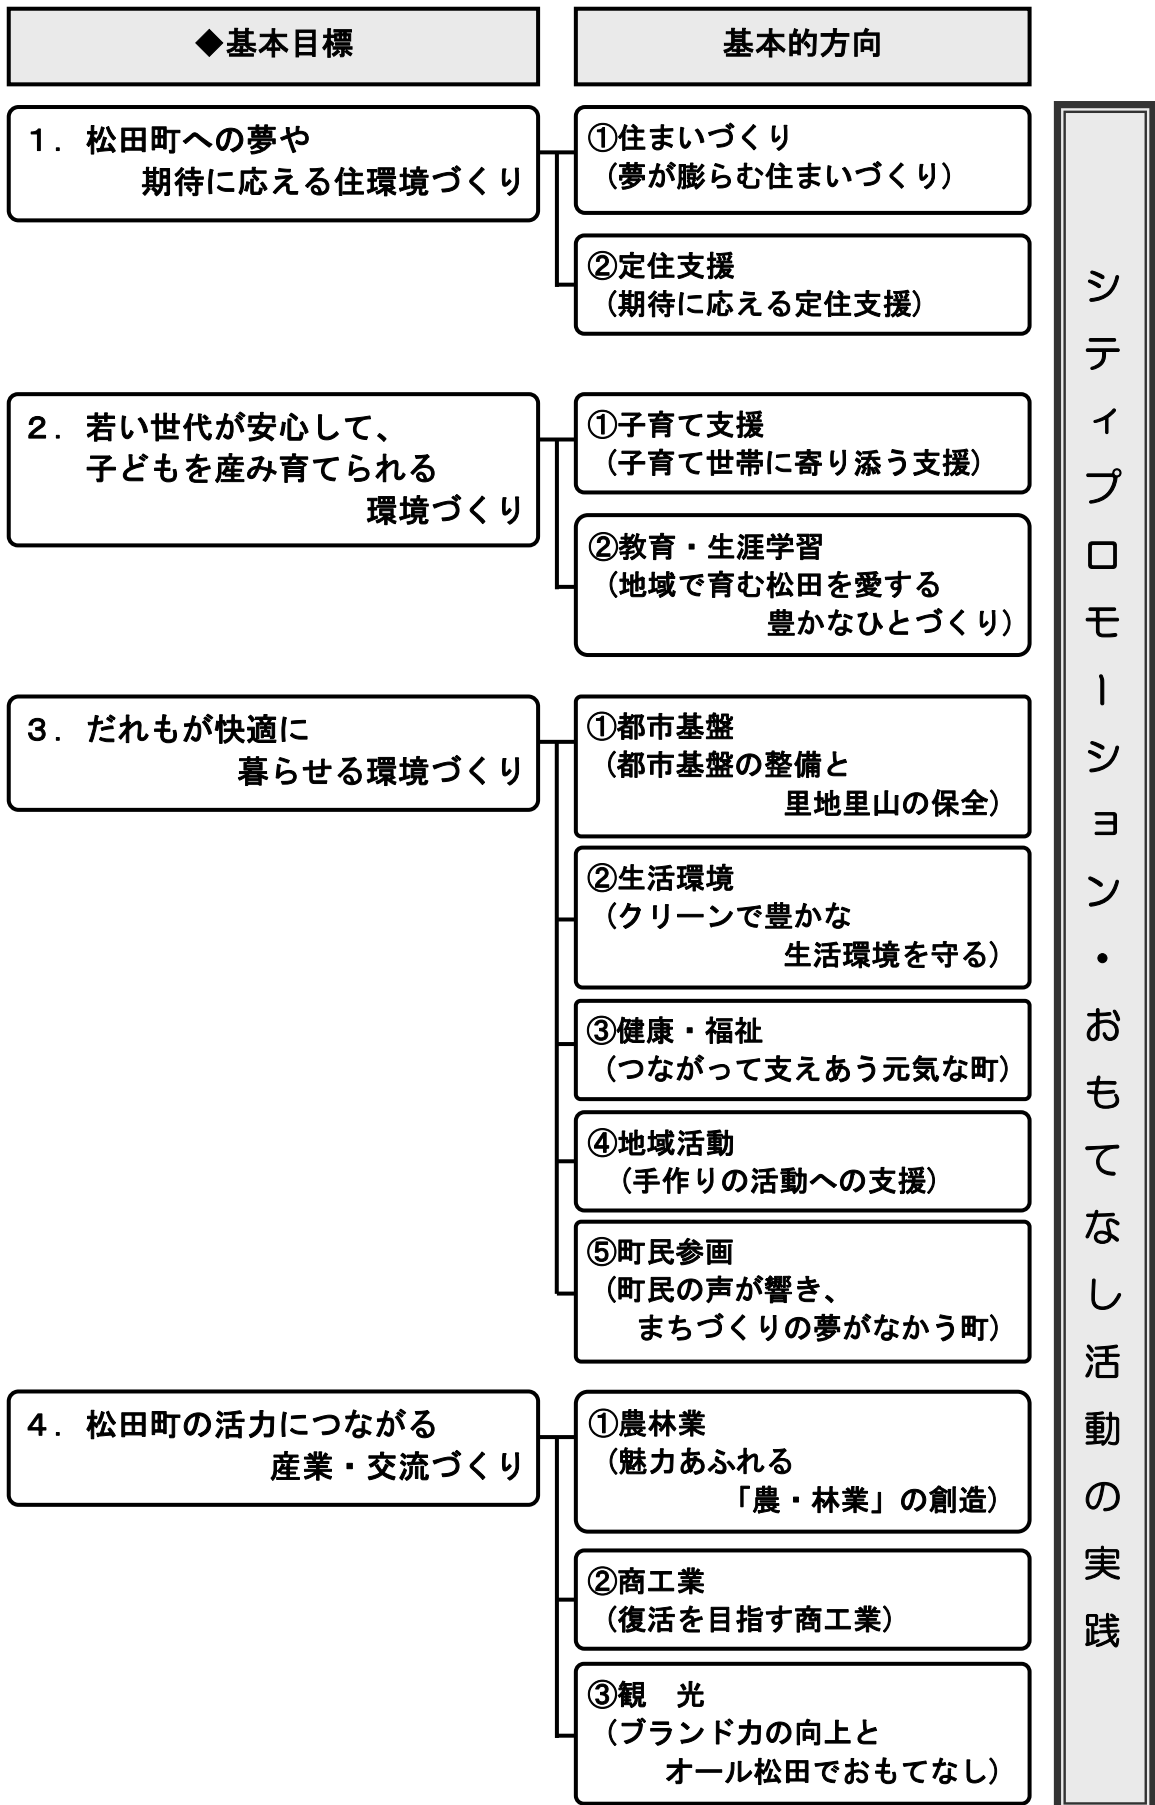 ◆基本目標
基本的方向
１．松田町への夢や
期待に応える住環境づくり
①住まいづくり
（夢が膨らむ住まいづくり）
②定住支援
（期待に応える定住支援）
２．若い世代が安心して、
子どもを産み育てられる
環境づくり
①子育て支援
（子育て世帯に寄り添う支援）
②教育・生涯学習
（地域で育む松田を愛する
豊かなひとづくり）
３．だれもが快適に
暮らせる環境づくり
①都市基盤
（都市基盤の整備と
里地里山の保全）
②生活環境
（クリーンで豊かな
生活環境を守る）
③健康・福祉
（つながって支えあう元気な町）
④地域活動
（手作りの活動への支援）
⑤町民参画
（町民の声が響き、
まちづくりの夢がなかう町）
４．松田町の活力につながる
産業・交流づくり
①農林業
（魅力あふれる
「農・林業」の創造）
②商工業
（復活を目指す商工業）
③観　光
（ブランド力の向上と
オール松田でおもてなし）
シティプロモーション・おもてなし活動の実践